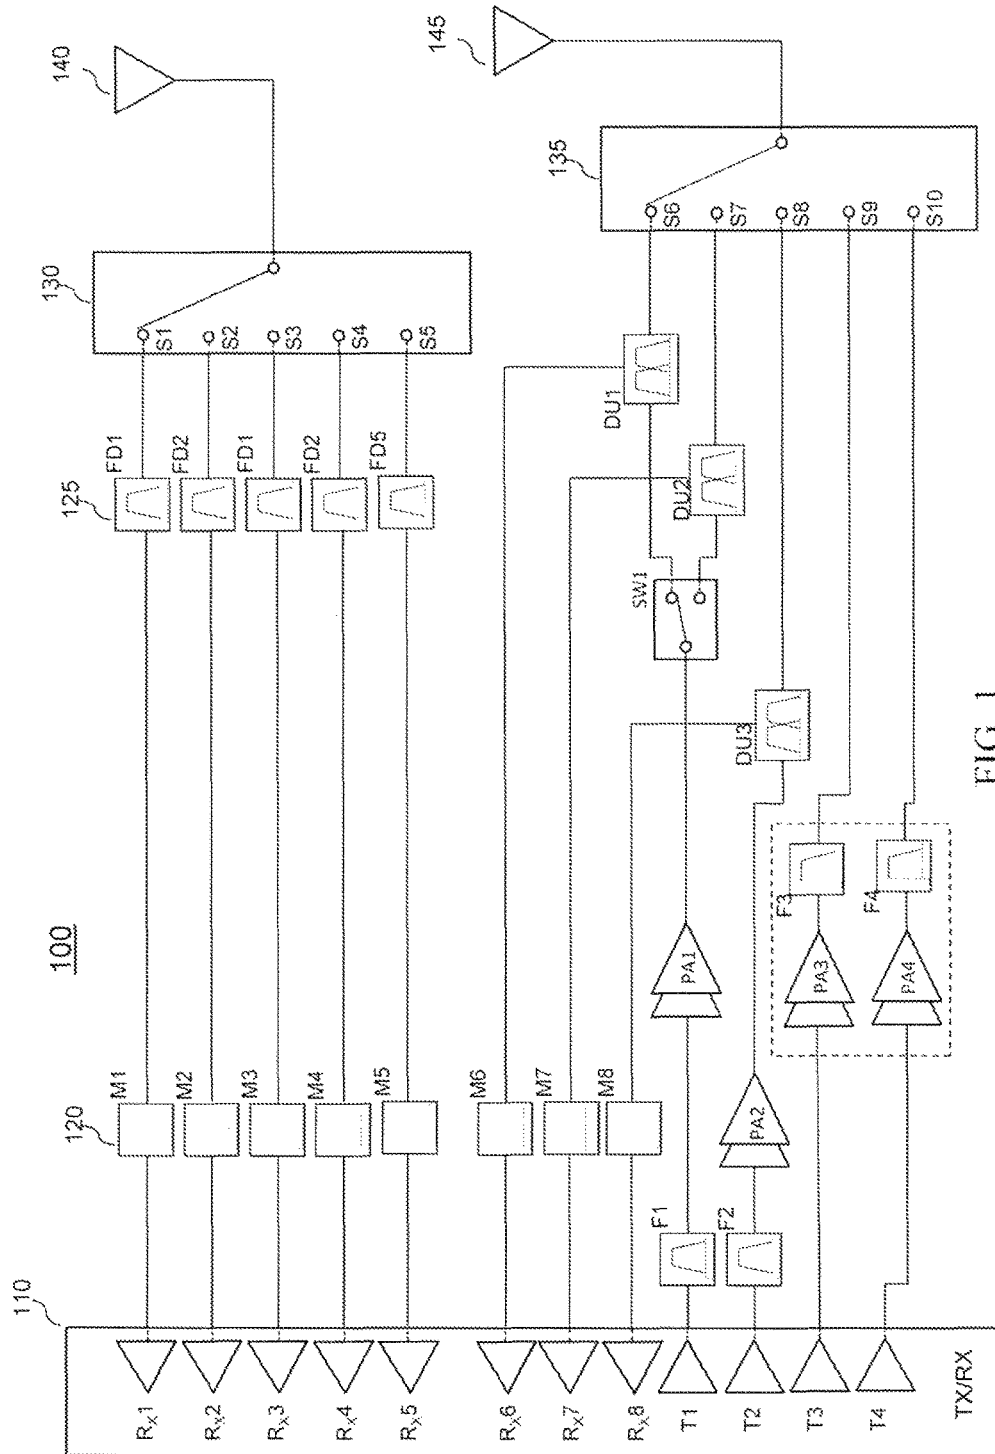 100
110
120
125
130
140
135
145
RX1
RX2
RX3
RX4
RX5
RX6
RX7
RX8
T1
T2
T3
T4
TX/RX
M1
M2
M3
M4
M5
M6
M7
M8
F1
F2
PA1
PA2
PA3
PA4
F3
F4
FD1
FD2
FD1
FD2
FD5
SW1
DU1
DU2
DU3
S1
S2
S3
S4
S5
S6
S7
S8
S9
S10
FIG. 1